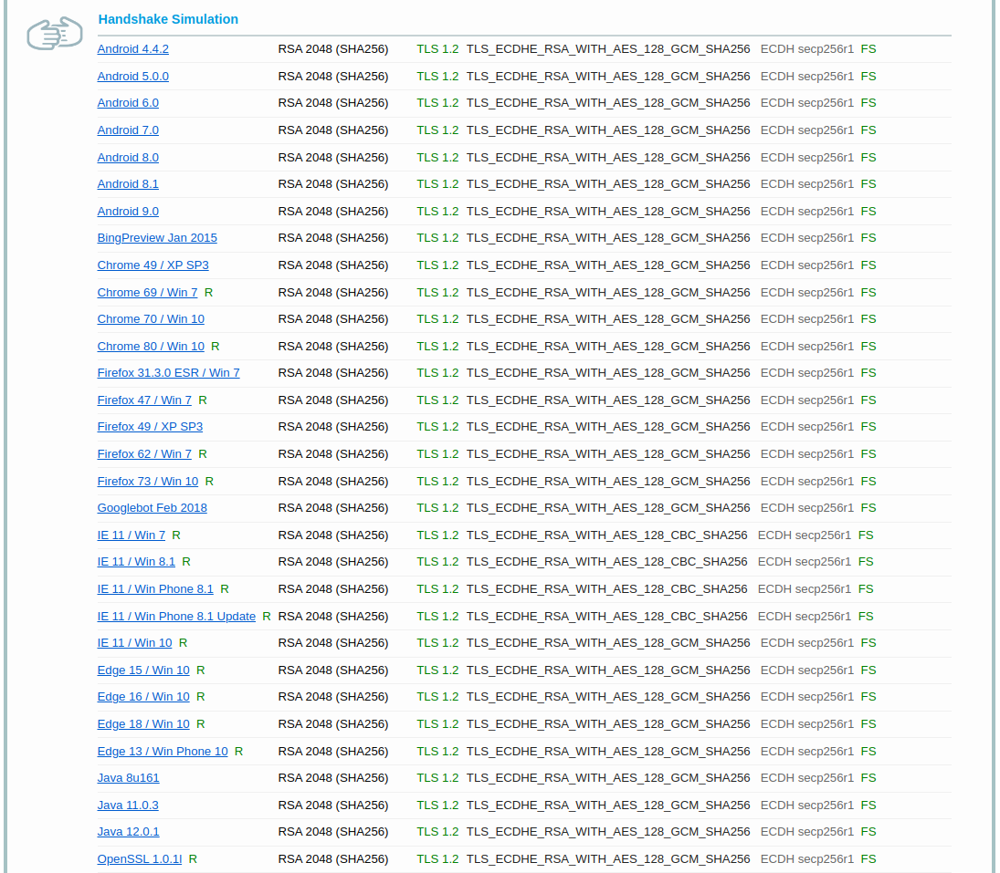 Handshake Simulation
Android 4.4.2 RSA 2048 (SHA256) TLS 1.2 TLS_ECDHE_RSA_WITH_AES_128_GCM_SHA256 ECDH secp256r1 FS
Android 5.0.0 RSA 2048 (SHA256) TLS 1.2 TLS_ECDHE_RSA_WITH_AES_128_GCM_SHA256 ECDH secp256r1 FS
Android 6.0 RSA 2048 (SHA256) TLS 1.2 TLS_ECDHE_RSA_WITH_AES_128_GCM_SHA256 ECDH secp256r1 FS
Android 7.0 RSA 2048 (SHA256) TLS 1.2 TLS_ECDHE_RSA_WITH_AES_128_GCM_SHA256 ECDH secp256r1 FS
Android 8.0 RSA 2048 (SHA256) TLS 1.2 TLS_ECDHE_RSA_WITH_AES_128_GCM_SHA256 ECDH secp256r1 FS
Android 8.1 RSA 2048 (SHA256) TLS 1.2 TLS_ECDHE_RSA_WITH_AES_128_GCM_SHA256 ECDH secp256r1 FS
Android 9.0 RSA 2048 (SHA256) TLS 1.2 TLS_ECDHE_RSA_WITH_AES_128_GCM_SHA256 ECDH secp256r1 FS
BingPreview Jan 2015 RSA 2048 (SHA256) TLS 1.2 TLS_ECDHE_RSA_WITH_AES_128_GCM_SHA256 ECDH secp256r1 FS
Chrome 49 / XP SP3 RSA 2048 (SHA256) TLS 1.2 TLS_ECDHE_RSA_WITH_AES_128_GCM_SHA256 ECDH secp256r1 FS
Chrome 69 / Win 7 R RSA 2048 (SHA256) TLS 1.2 TLS_ECDHE_RSA_WITH_AES_128_GCM_SHA256 ECDH secp256r1 FS
Chrome 70 / Win 10 RSA 2048 (SHA256) TLS 1.2 TLS_ECDHE_RSA_WITH_AES_128_GCM_SHA256 ECDH secp256r1 FS
Chrome 80 / Win 10 R RSA 2048 (SHA256) TLS 1.2 TLS_ECDHE_RSA_WITH_AES_128_GCM_SHA256 ECDH secp256r1 FS
Firefox 31.3.0 ESR / Win 7 RSA 2048 (SHA256) TLS 1.2 TLS_ECDHE_RSA_WITH_AES_128_GCM_SHA256 ECDH secp256r1 FS
Firefox 47 / Win 7 R RSA 2048 (SHA256) TLS 1.2 TLS_ECDHE_RSA_WITH_AES_128_GCM_SHA256 ECDH secp256r1 FS
Firefox 49 / XP SP3 RSA 2048 (SHA256) TLS 1.2 TLS_ECDHE_RSA_WITH_AES_128_GCM_SHA256 ECDH secp256r1 FS
Firefox 62 / Win 7 R RSA 2048 (SHA256) TLS 1.2 TLS_ECDHE_RSA_WITH_AES_128_GCM_SHA256 ECDH secp256r1 FS
Firefox 73 / Win 10 R RSA 2048 (SHA256) TLS 1.2 TLS_ECDHE_RSA_WITH_AES_128_GCM_SHA256 ECDH secp256r1 FS
Googlebot Feb 2018 RSA 2048 (SHA256) TLS 1.2 TLS_ECDHE_RSA_WITH_AES_128_GCM_SHA256 ECDH secp256r1 FS
IE 11 / Win 7 R RSA 2048 (SHA256) TLS 1.2 TLS_ECDHE_RSA_WITH_AES_128_CBC_SHA256 ECDH secp256r1 FS
IE 11 / Win 8.1 R RSA 2048 (SHA256) TLS 1.2 TLS_ECDHE_RSA_WITH_AES_128_CBC_SHA256 ECDH secp256r1 FS
IE 11 / Win Phone 8.1 R RSA 2048 (SHA256) TLS 1.2 TLS_ECDHE_RSA_WITH_AES_128_CBC_SHA256 ECDH secp256r1 FS
IE 11 / Win Phone 8.1 Update R RSA 2048 (SHA256) TLS 1.2 TLS_ECDHE_RSA_WITH_AES_128_CBC_SHA256 ECDH secp256r1 FS
IE 11 / Win 10 R RSA 2048 (SHA256) TLS 1.2 TLS_ECDHE_RSA_WITH_AES_128_GCM_SHA256 ECDH secp256r1 FS
Edge 15 / Win 10 R RSA 2048 (SHA256) TLS 1.2 TLS_ECDHE_RSA_WITH_AES_128_GCM_SHA256 ECDH secp256r1 FS
Edge 16 / Win 10 R RSA 2048 (SHA256) TLS 1.2 TLS_ECDHE_RSA_WITH_AES_128_GCM_SHA256 ECDH secp256r1 FS
Edge 18 / Win 10 R RSA 2048 (SHA256) TLS 1.2 TLS_ECDHE_RSA_WITH_AES_128_GCM_SHA256 ECDH secp256r1 FS
Edge 13 / Win Phone 10 R RSA 2048 (SHA256) TLS 1.2 TLS_ECDHE_RSA_WITH_AES_128_GCM_SHA256 ECDH secp256r1 FS
Java 8u161 RSA 2048 (SHA256) TLS 1.2 TLS_ECDHE_RSA_WITH_AES_128_GCM_SHA256 ECDH secp256r1 FS
Java 11.0.3 RSA 2048 (SHA256) TLS 1.2 TLS_ECDHE_RSA_WITH_AES_128_GCM_SHA256 ECDH secp256r1 FS
Java 12.0.1 RSA 2048 (SHA256) TLS 1.2 TLS_ECDHE_RSA_WITH_AES_128_GCM_SHA256 ECDH secp256r1 FS
OpenSSL 1.0.1l R RSA 2048 (SHA256) TLS 1.2 TLS_ECDHE_RSA_WITH_AES_128_GCM_SHA256 ECDH secp256r1 FS